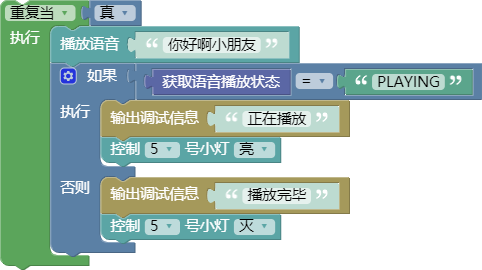 重复当 真
执行 播放语音 “ 你好啊小朋友 ”
如果 获取语音播放状态 = “ PLAYING ”
执行 输出调试信息 “ 正在播放 ”
控制 5 号小灯 亮
否则 输出调试信息 “ 播放完毕 ”
控制 5 号小灯 灭